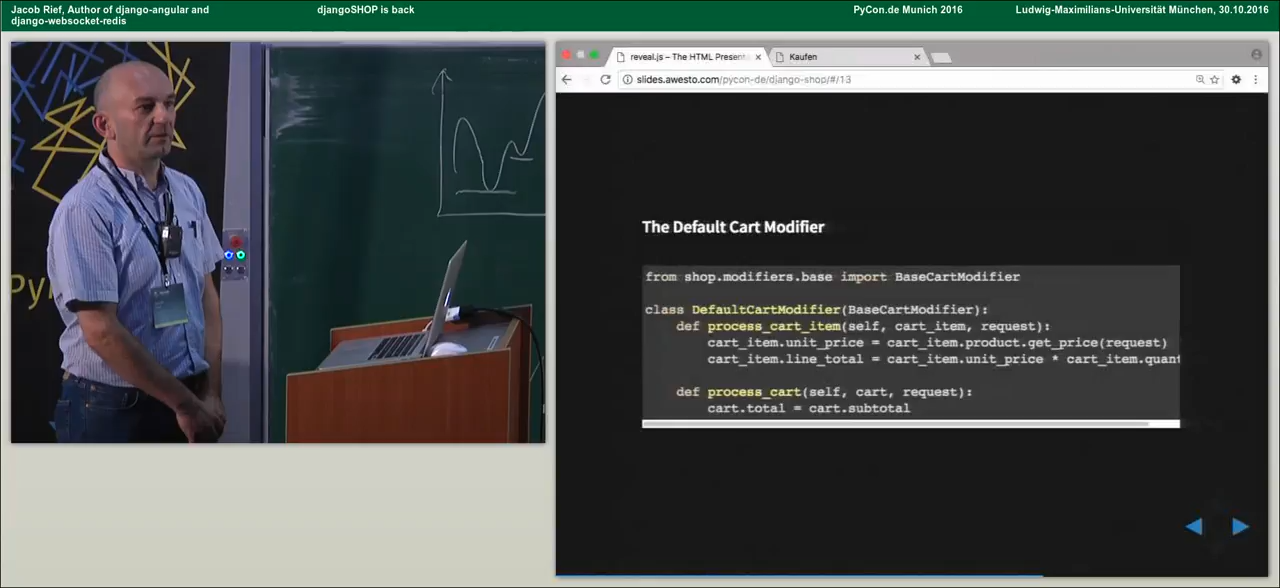 Jacob Rief, Author of django-angular and
django-websocket-redis
djangoSHOP is back
PyCon.de Munich 2016
Ludwig-Maximilians-Universität München, 30.10.2016
reveal.js – The HTML Present
Kaufen
slides.awesto.com/pycon-de/django-shop/#/13
The Default Cart Modifier
from shop.modifiers.base import BaseCartModifier
class DefaultCartModifier(BaseCartModifier):
def process_cart_item(self, cart_item, request):
cart_item.unit_price = cart_item.product.get_price(request)
cart_item.line_total = cart_item.unit_price * cart_item.quant
def process_cart(self, cart, request):
cart.total = cart.subtotal
Py